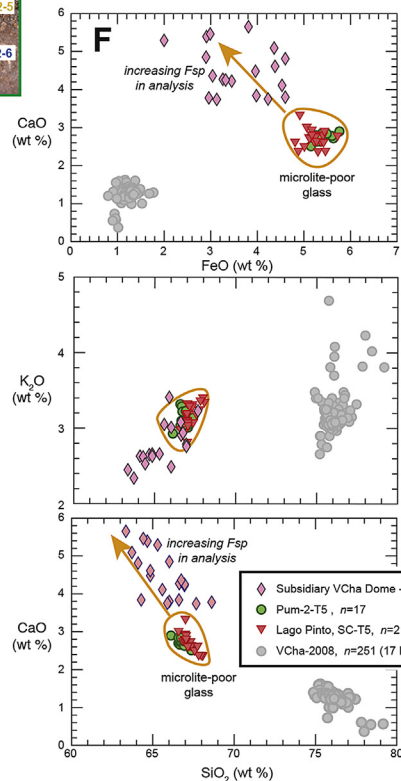 2-5
2-6
F
6
5
4
3
2
1
0
CaO
(wt %)
increasing Fsp
in analysis
microlite-poor
glass
0 1 2 3 4 5 6 7
FeO (wt %)
5
4
3
2
K2O
(wt %)
6
5
4
3
2
1
0
CaO
(wt %)
increasing Fsp
in analysis
microlite-poor
glass
Subsidiary VCha Dome -
Pum-2-T5 , n=17
Lago Pinto, SC-T5, n=2
VCha-2008, n=251 (17
60 65 70 75 80
SiO2 (wt %)